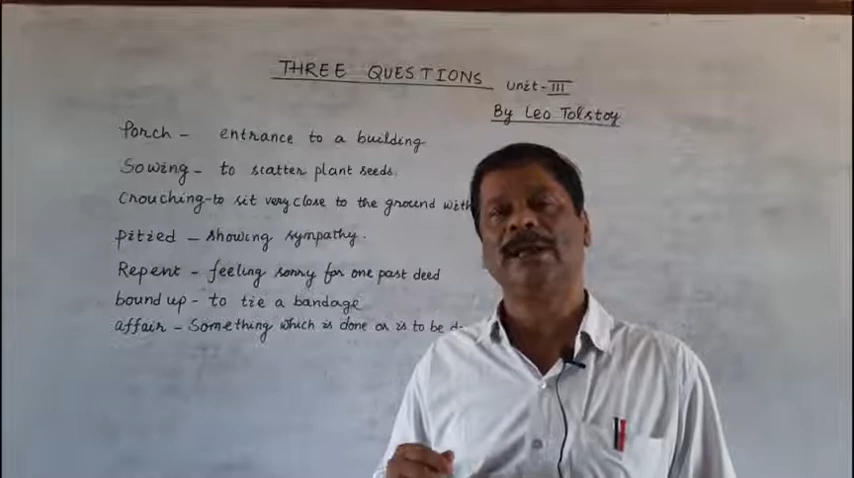 THREE QUESTIONS Unit-III
By Leo Tolstoy
Porch - entrance to a building
Sowing - to scatter plant seeds.
Crouching - to sit very close to the ground with
Pitied - showing sympathy.
Repent - feeling sorry for one past deed
bound up - to tie a bandage
affair - Something which is done or is to be